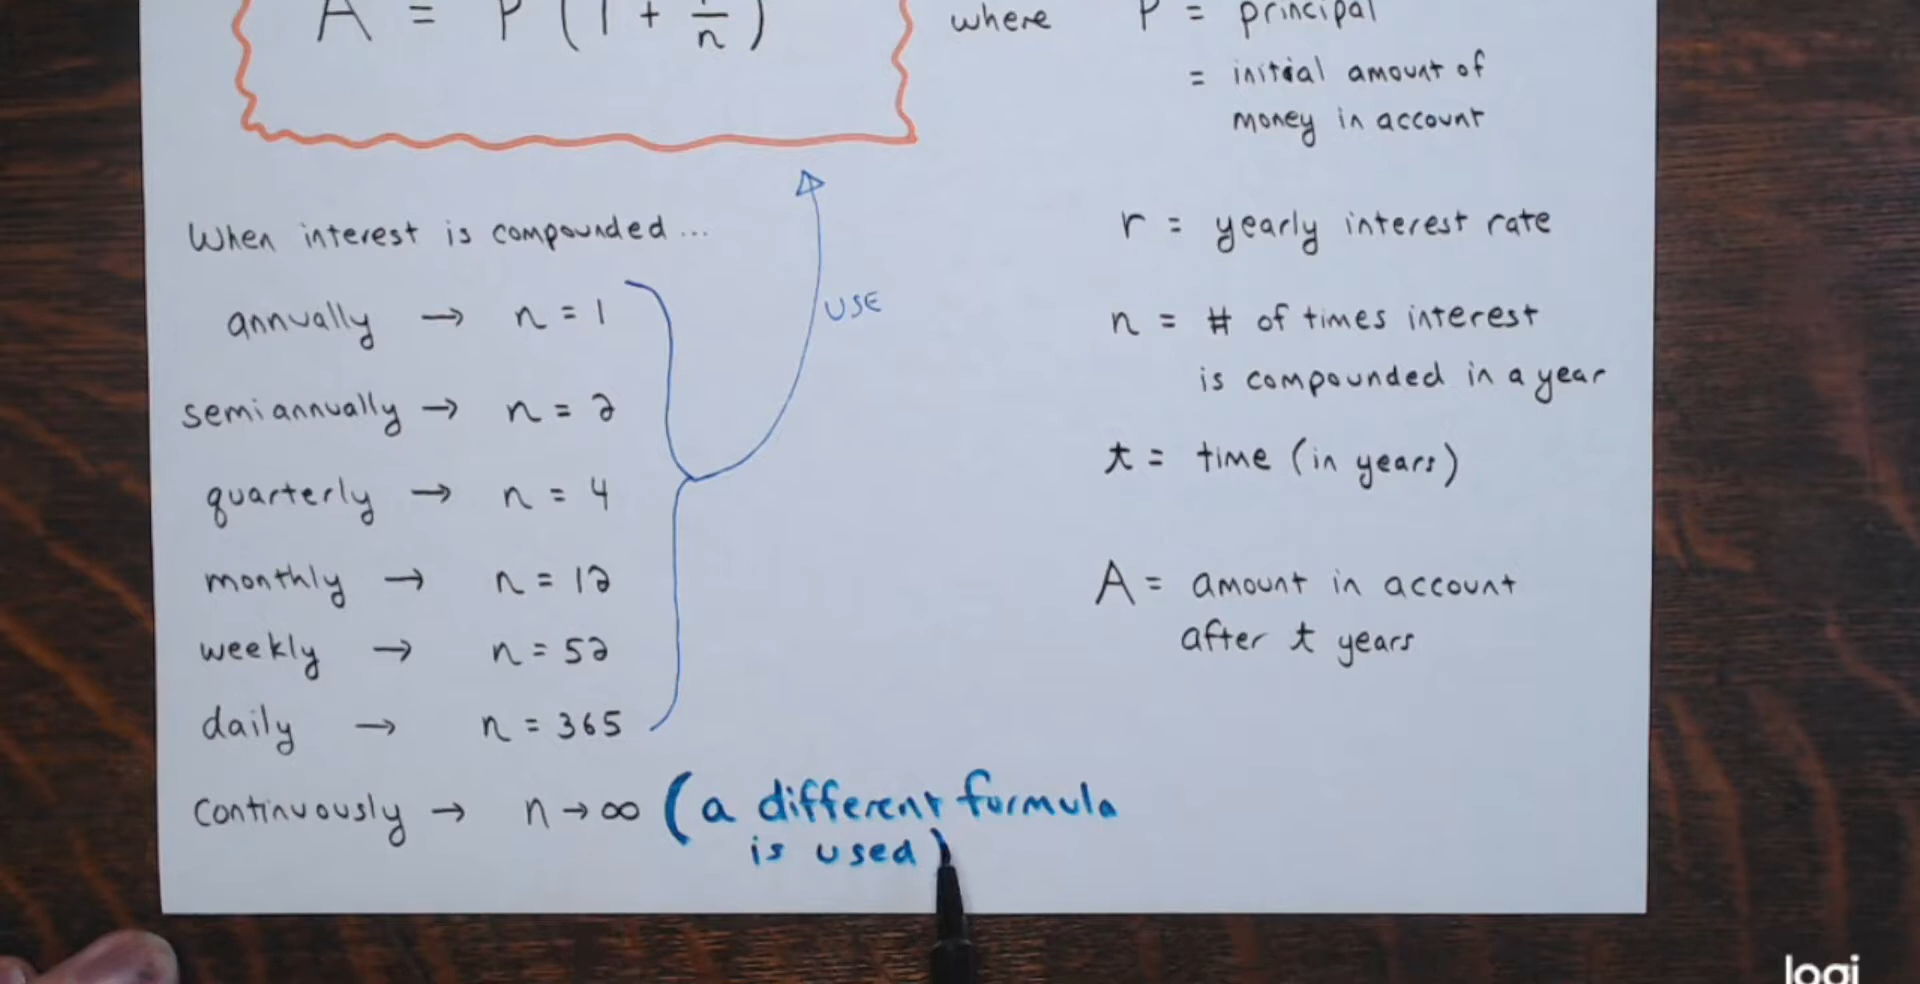 A = P ( 1 + r/n )
where P = principal
= initial amount of
money in account
When interest is compounded ...
annually → n = 1
semiannually → n = 2
quarterly → n = 4
monthly → n = 12
weekly → n = 52
daily → n = 365
continuously → n → ∞ (a different formula
is used)
USE
r = yearly interest rate
n = # of times interest
is compounded in a year
t = time (in years)
A = amount in account
after t years
logi